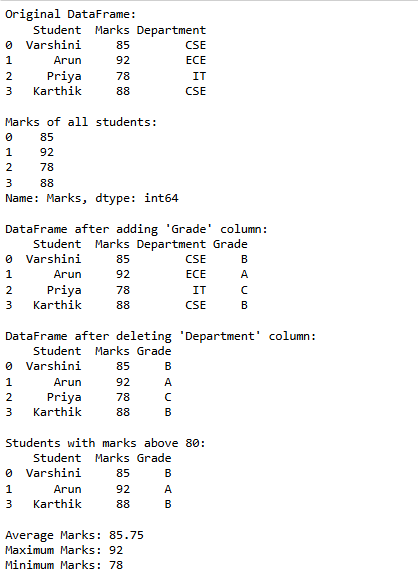 Original DataFrame:
    Student  Marks Department
0  Varshini     85        CSE
1      Arun     92        ECE
2     Priya     78         IT
3   Karthik     88        CSE

Marks of all students:
0    85
1    92
2    78
3    88
Name: Marks, dtype: int64

DataFrame after adding 'Grade' column:
    Student  Marks Department Grade
0  Varshini     85        CSE     B
1      Arun     92        ECE     A
2     Priya     78         IT     C
3   Karthik     88        CSE     B

DataFrame after deleting 'Department' column:
    Student  Marks Grade
0  Varshini     85     B
1      Arun     92     A
2     Priya     78     C
3   Karthik     88     B

Students with marks above 80:
    Student  Marks Grade
0  Varshini     85     B
1      Arun     92     A
3   Karthik     88     B

Average Marks: 85.75
Maximum Marks: 92
Minimum Marks: 78